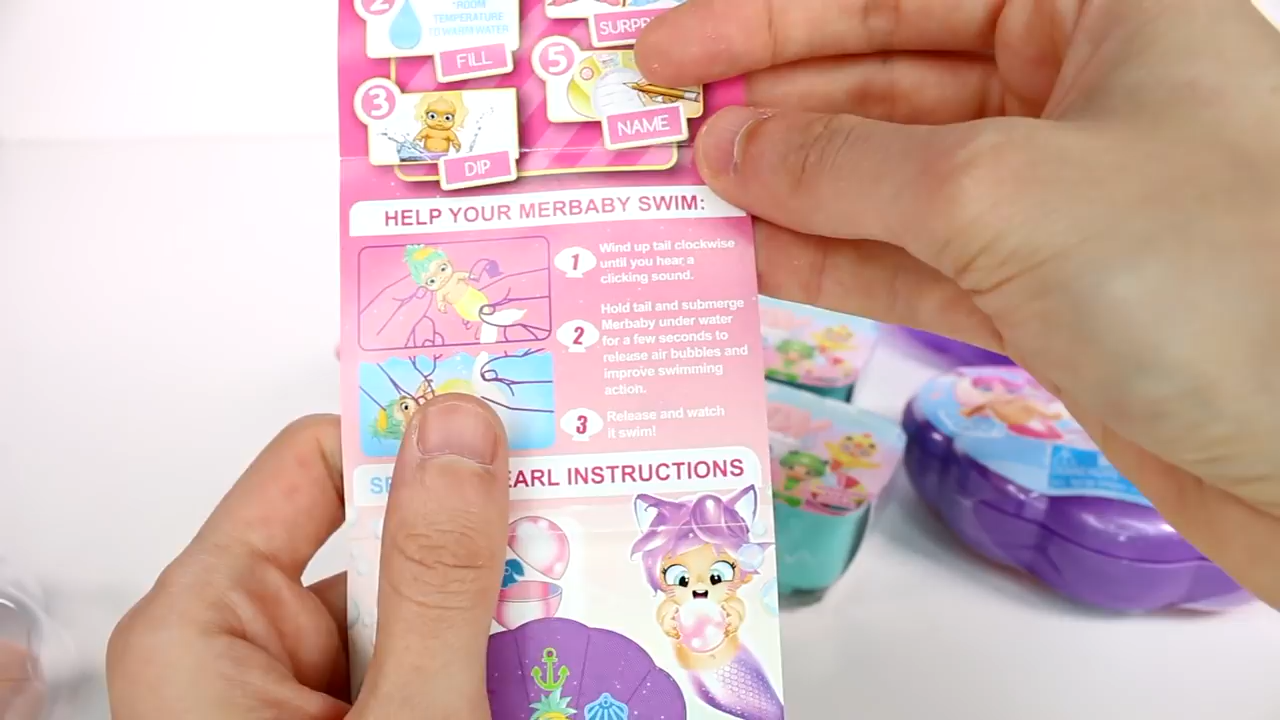 2
*ROOM
TEMPERATURE
TO WARM WATER
FILL
3
DIP
5
NAME
HELP YOUR MERBABY SWIM:
1 Wind up tail clockwise
until you hear a
clicking sound.
2 Hold tail and submerge
Merbaby under water
for a few seconds to
release air bubbles and
improve swimming
action.
3 Release and watch
it swim!
INSTRUCTIONS